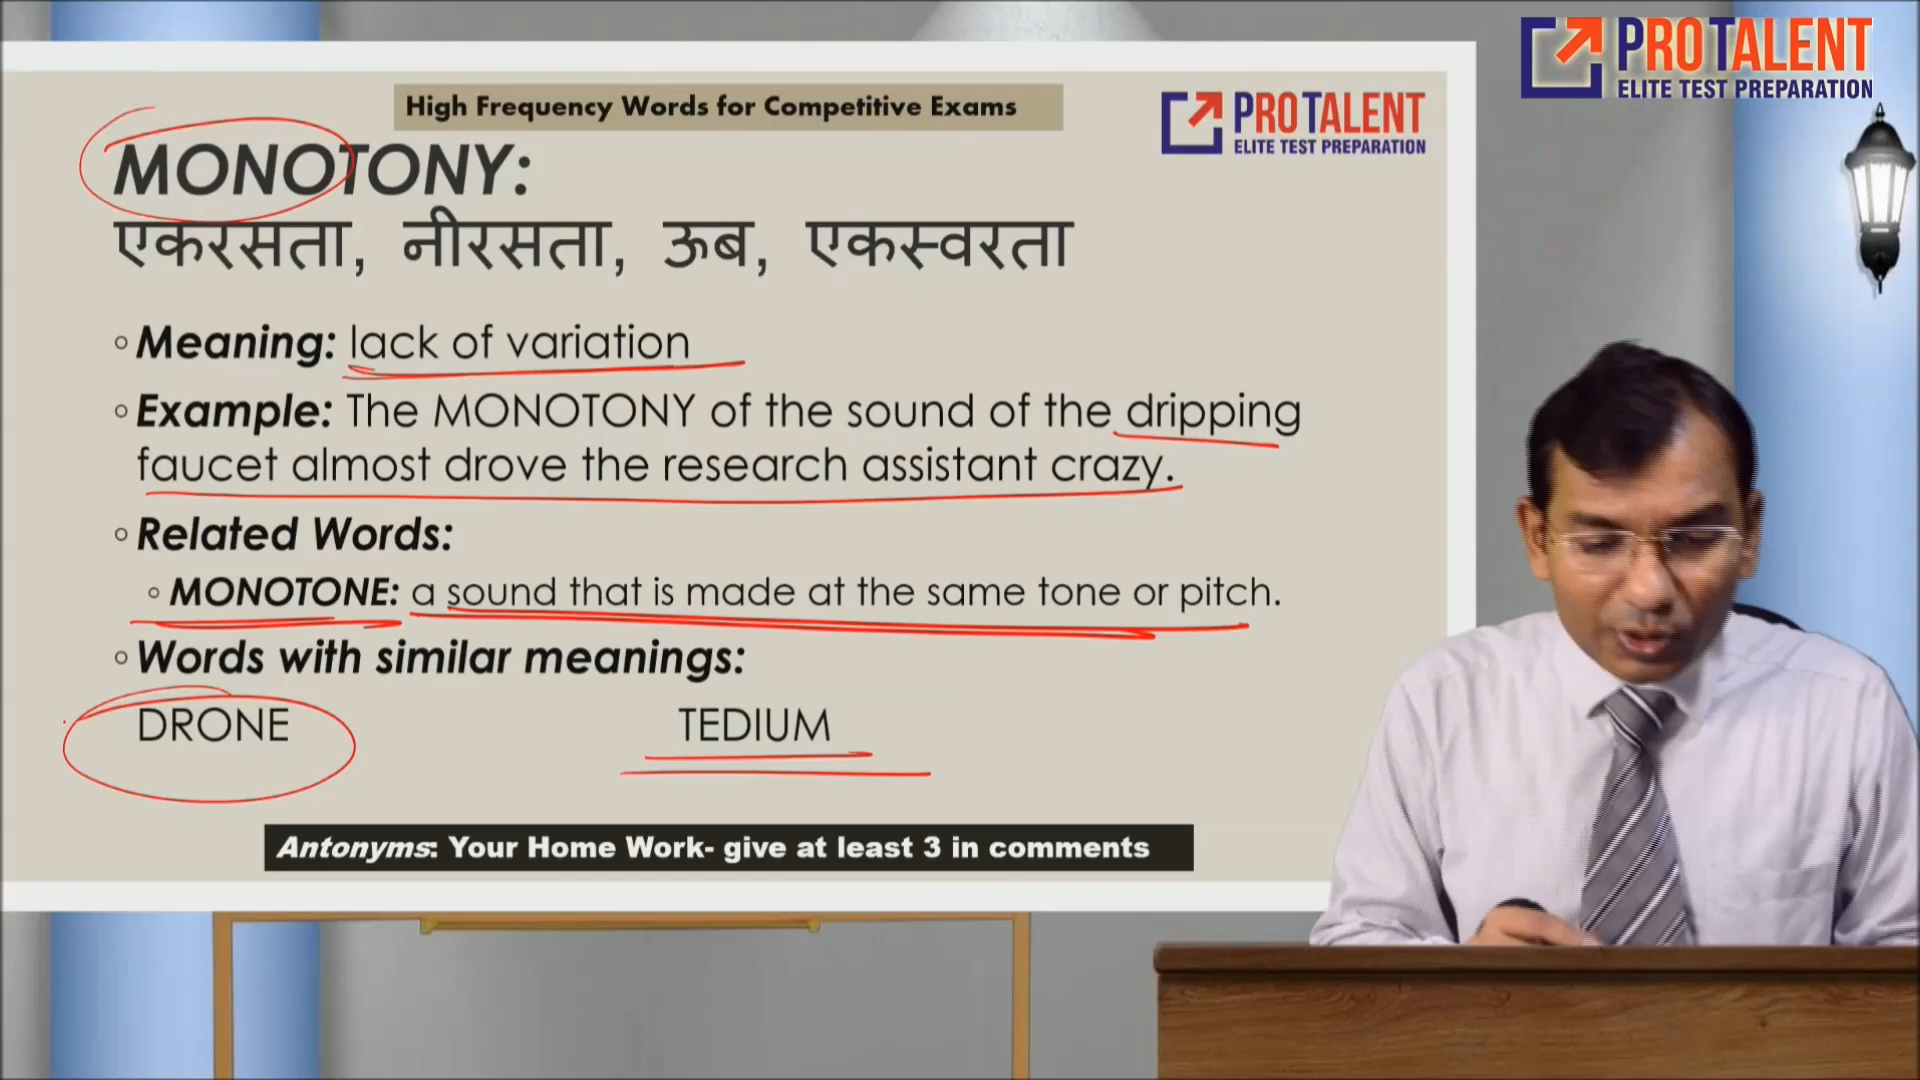 PROTALENT
ELITE TEST PREPARATION
High Frequency Words for Competitive Exams
PROTALENT
ELITE TEST PREPARATION
MONOTONY:
एकरसता, नीरसता, ऊब, एकस्वरता
Meaning: lack of variation
Example: The MONOTONY of the sound of the dripping
faucet almost drove the research assistant crazy.
Related Words:
MONOTONE: a sound that is made at the same tone or pitch.
Words with similar meanings:
DRONE TEDIUM
Antonyms: Your Home Work- give at least 3 in comments